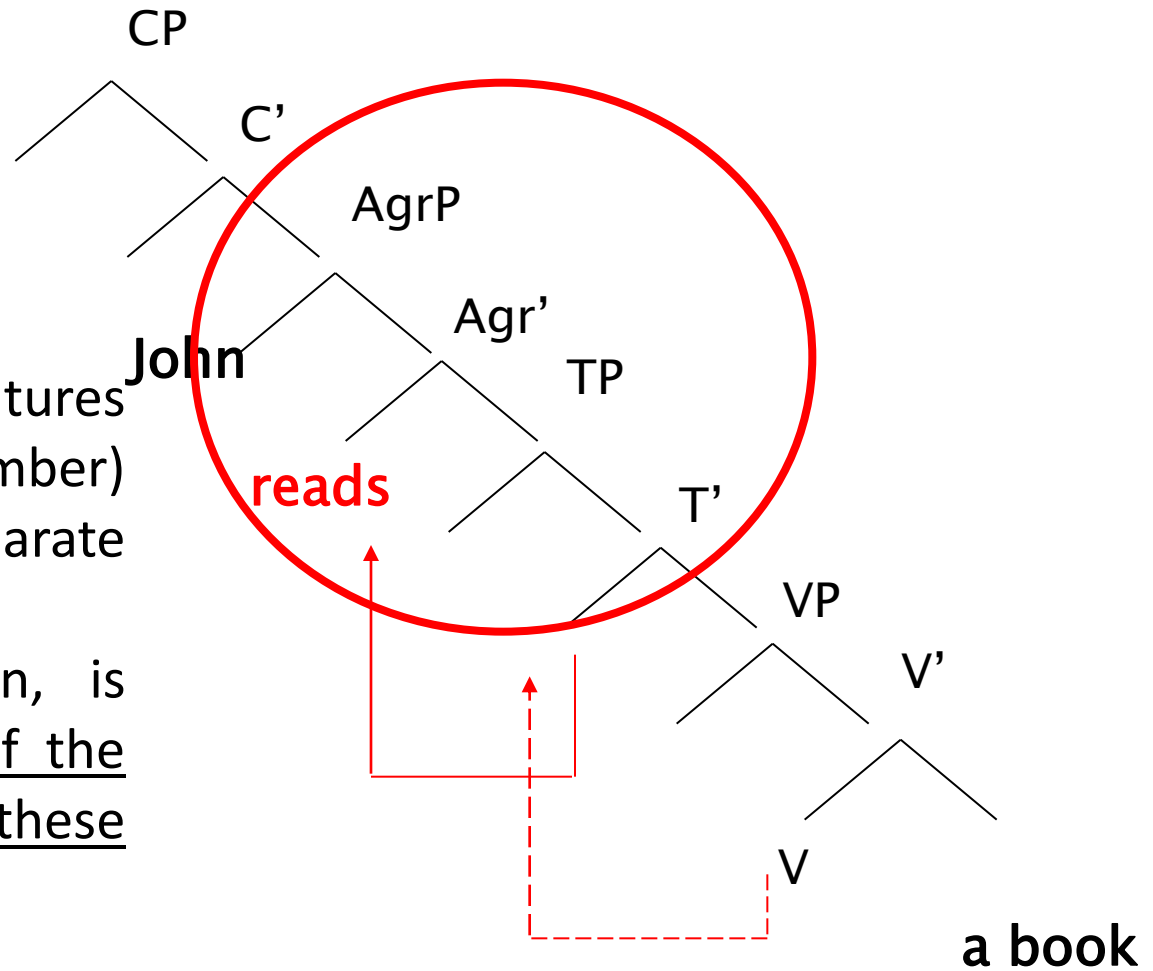 CP
C’
AgrP
Agr’
TP
John
tures
mber)
reads
arate
T’
VP
n, is
V’
f the
these
V
a book